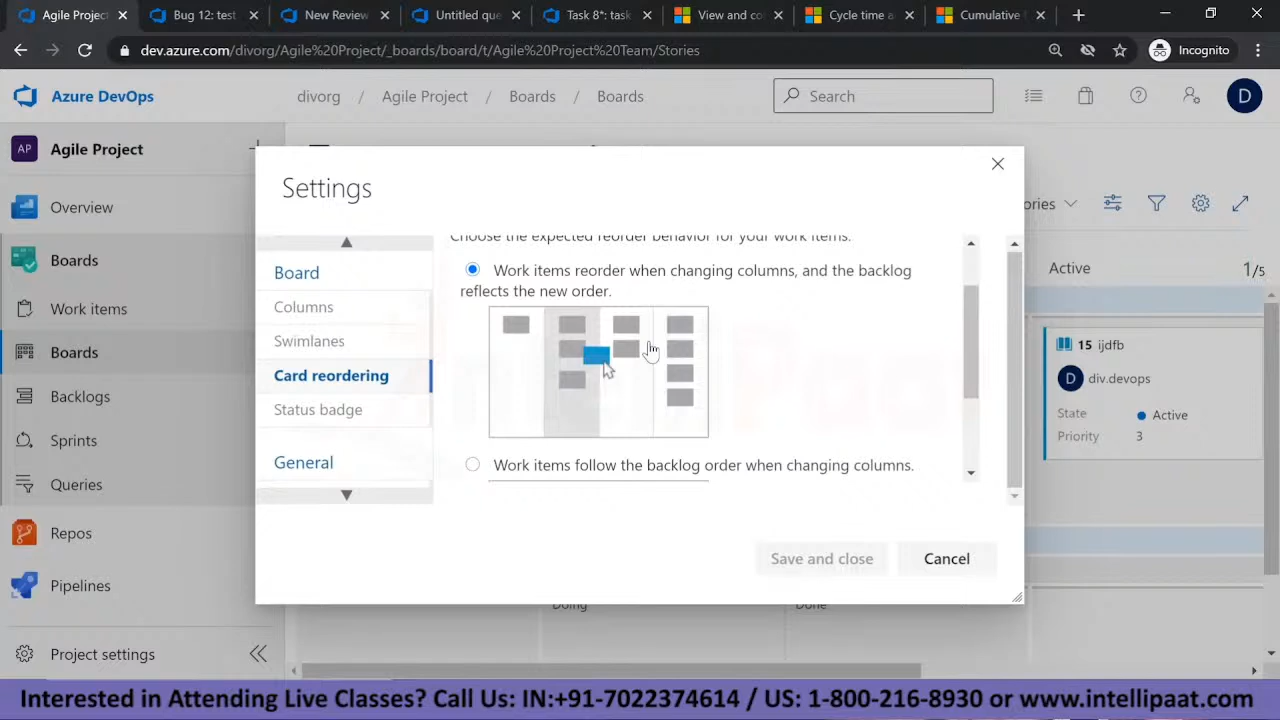 Agile Project
Bug 12: test
New Review
Untitled que
Task 8*: task
View and co
Cycle time a
Cumulative
dev.azure.com/divorg/Agile%20Project/_boards/board/t/Agile%20Project%20Team/Stories
Incognito
Azure DevOps
divorg / Agile Project / Boards / Boards
Search
D
AP Agile Project
Overview
Boards
Work items
Boards
Backlogs
Sprints
Queries
Repos
Pipelines
Project settings
Settings
Board
Columns
Swimlanes
Card reordering
Status badge
General
Choose the expected reorder behavior for your work items.
Work items reorder when changing columns, and the backlog
reflects the new order.
Work items follow the backlog order when changing columns.
Save and close
Cancel
ories
Active 1/5
15 ijdfb
D div.devops
State Active
Priority 3
Doing
Done
Interested in Attending Live Classes? Call Us: IN:+91-7022374614 / US: 1-800-216-8930 or www.intellipaat.com